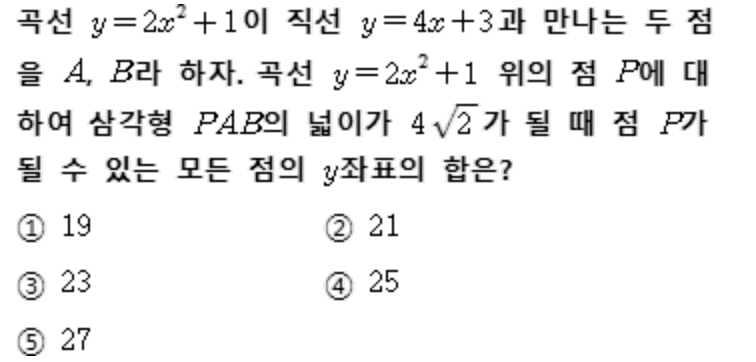 곡선 y=2x²+1이 직선 y=4x+3과 만나는 두 점
을 A, B라 하자. 곡선 y=2x²+1 위의 점 P에 대
하여 삼각형 PAB의 넓이가 4√2가 될 때 점 P가
될 수 있는 모든 점의 y좌표의 합은?
① 19 ② 21
③ 23 ④ 25
⑤ 27